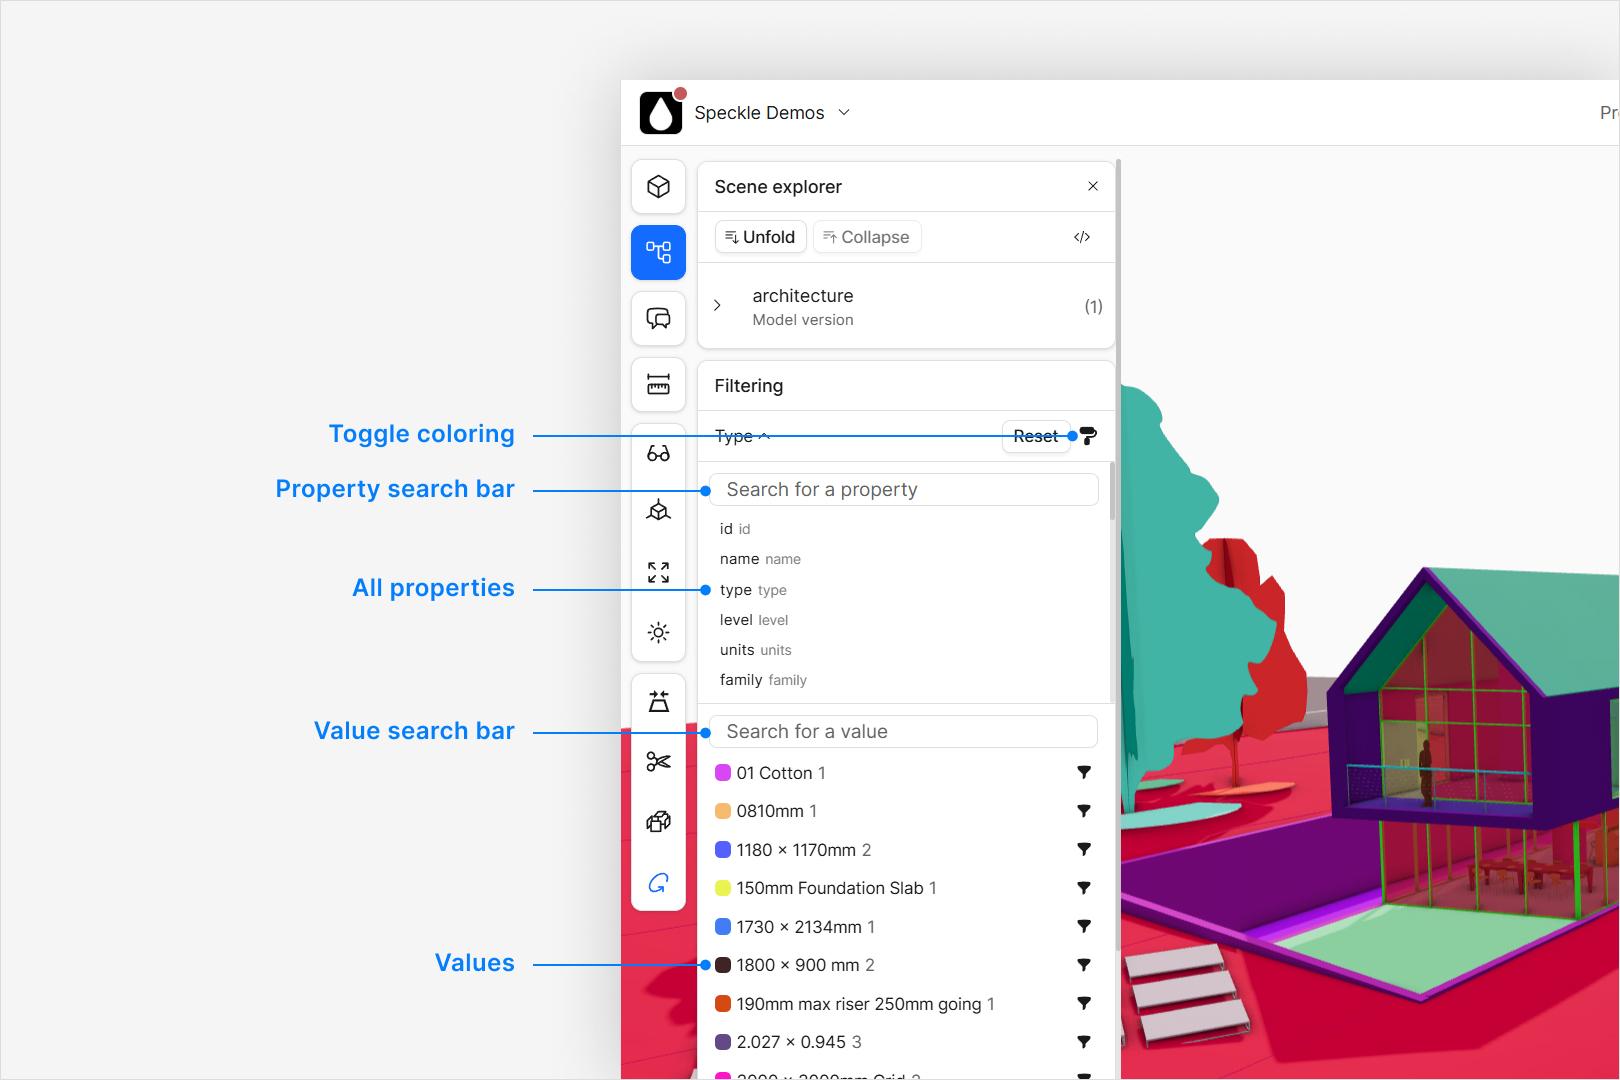 Speckle Demos
Pr
Scene explorer
Unfold
Collapse
architecture
(1)
Model version
Filtering
Toggle coloring
Type
Reset
Property search bar
Search for a property
id id
name name
All properties
type type
level level
units units
family family
Value search bar
Search for a value
01 Cotton 1
0810mm 1
1180 × 1170mm 2
150mm Foundation Slab 1
1730 × 2134mm 1
Values
1800 × 900 mm 2
190mm max riser 250mm going 1
2.027 × 0.945 3